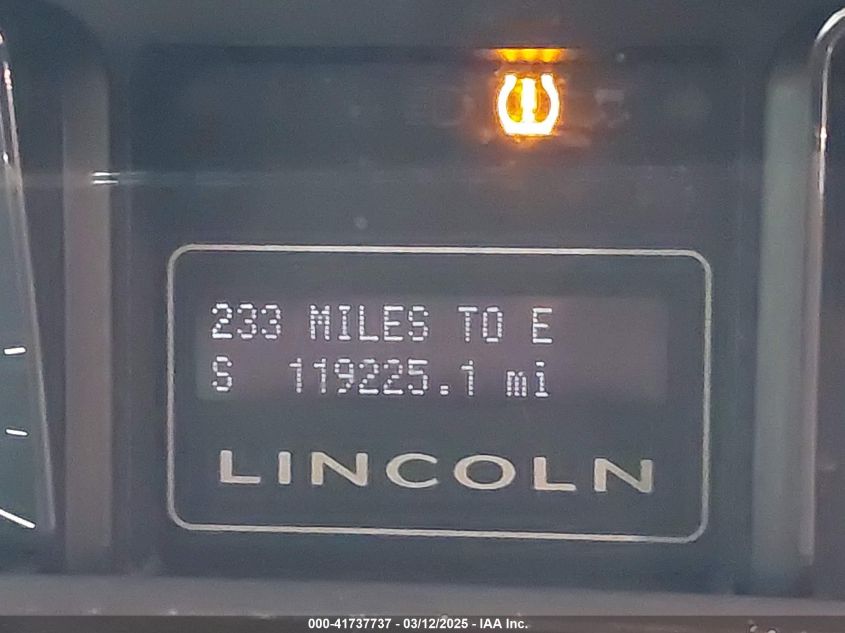 233 MILES TO E
S 119225.1 mi
LINCOLN
000-41737737 - 03/12/2025 - IAA Inc.